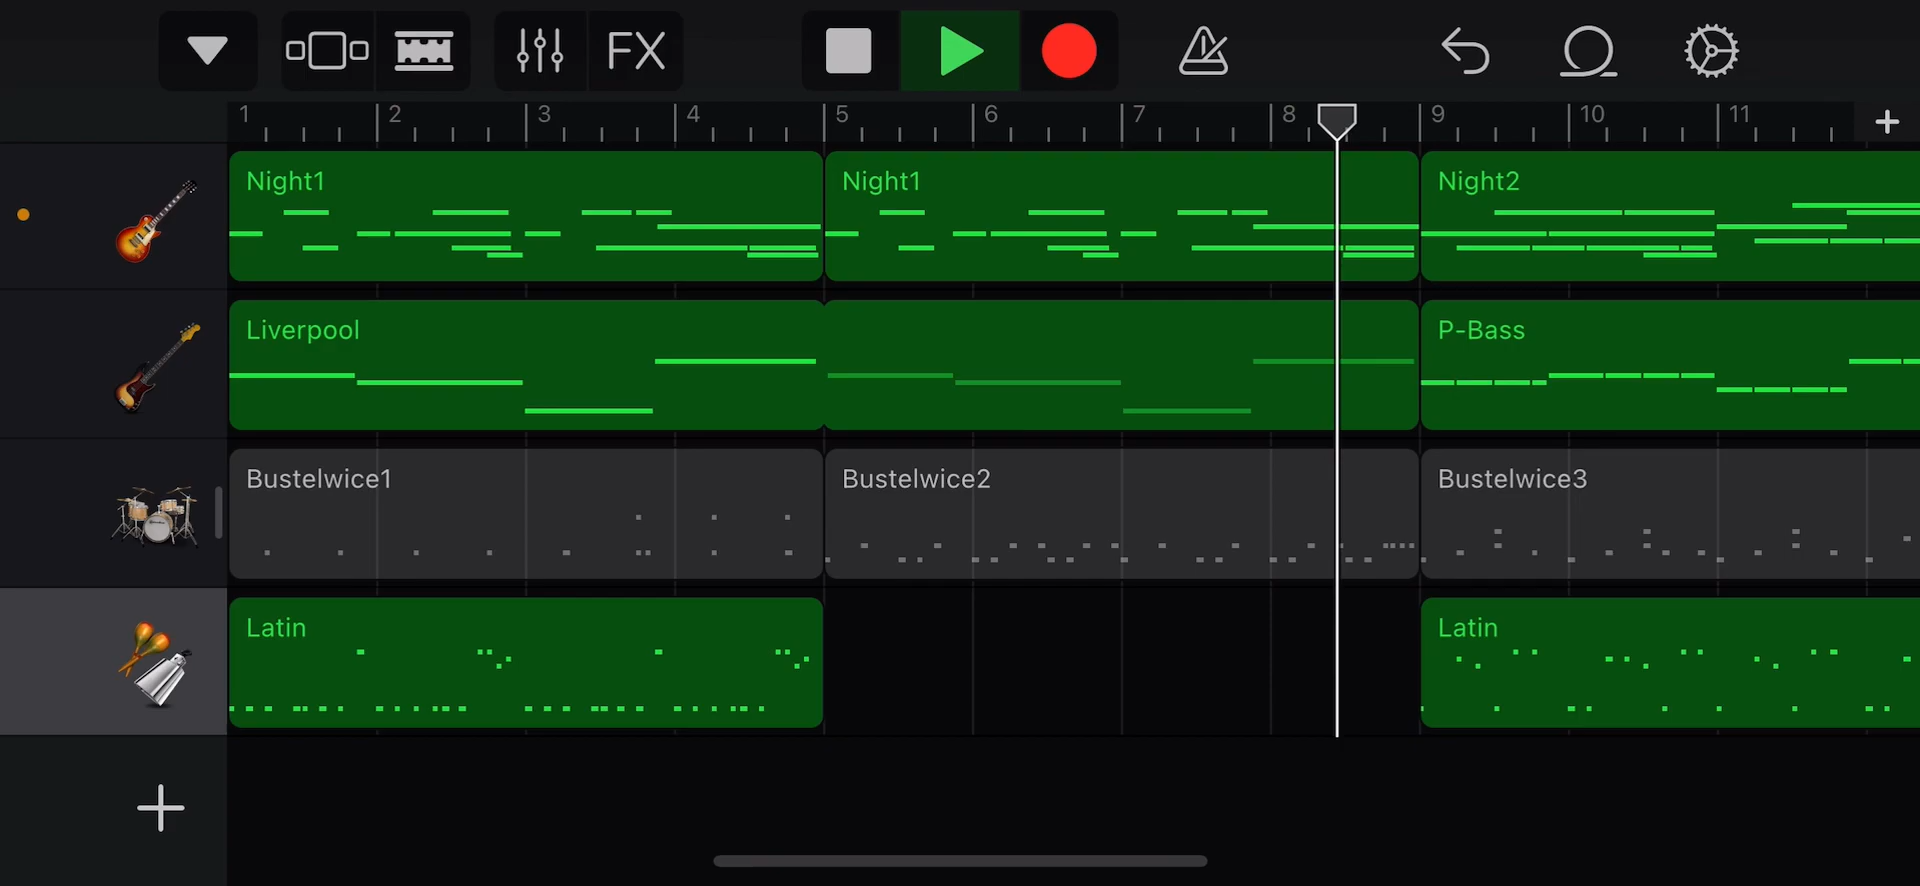 FX
1 2 3 4 5 6 7 8 9 10 11
Night1 Night1 Night2
Liverpool P-Bass
Bustelwice1 Bustelwice2 Bustelwice3
Latin Latin